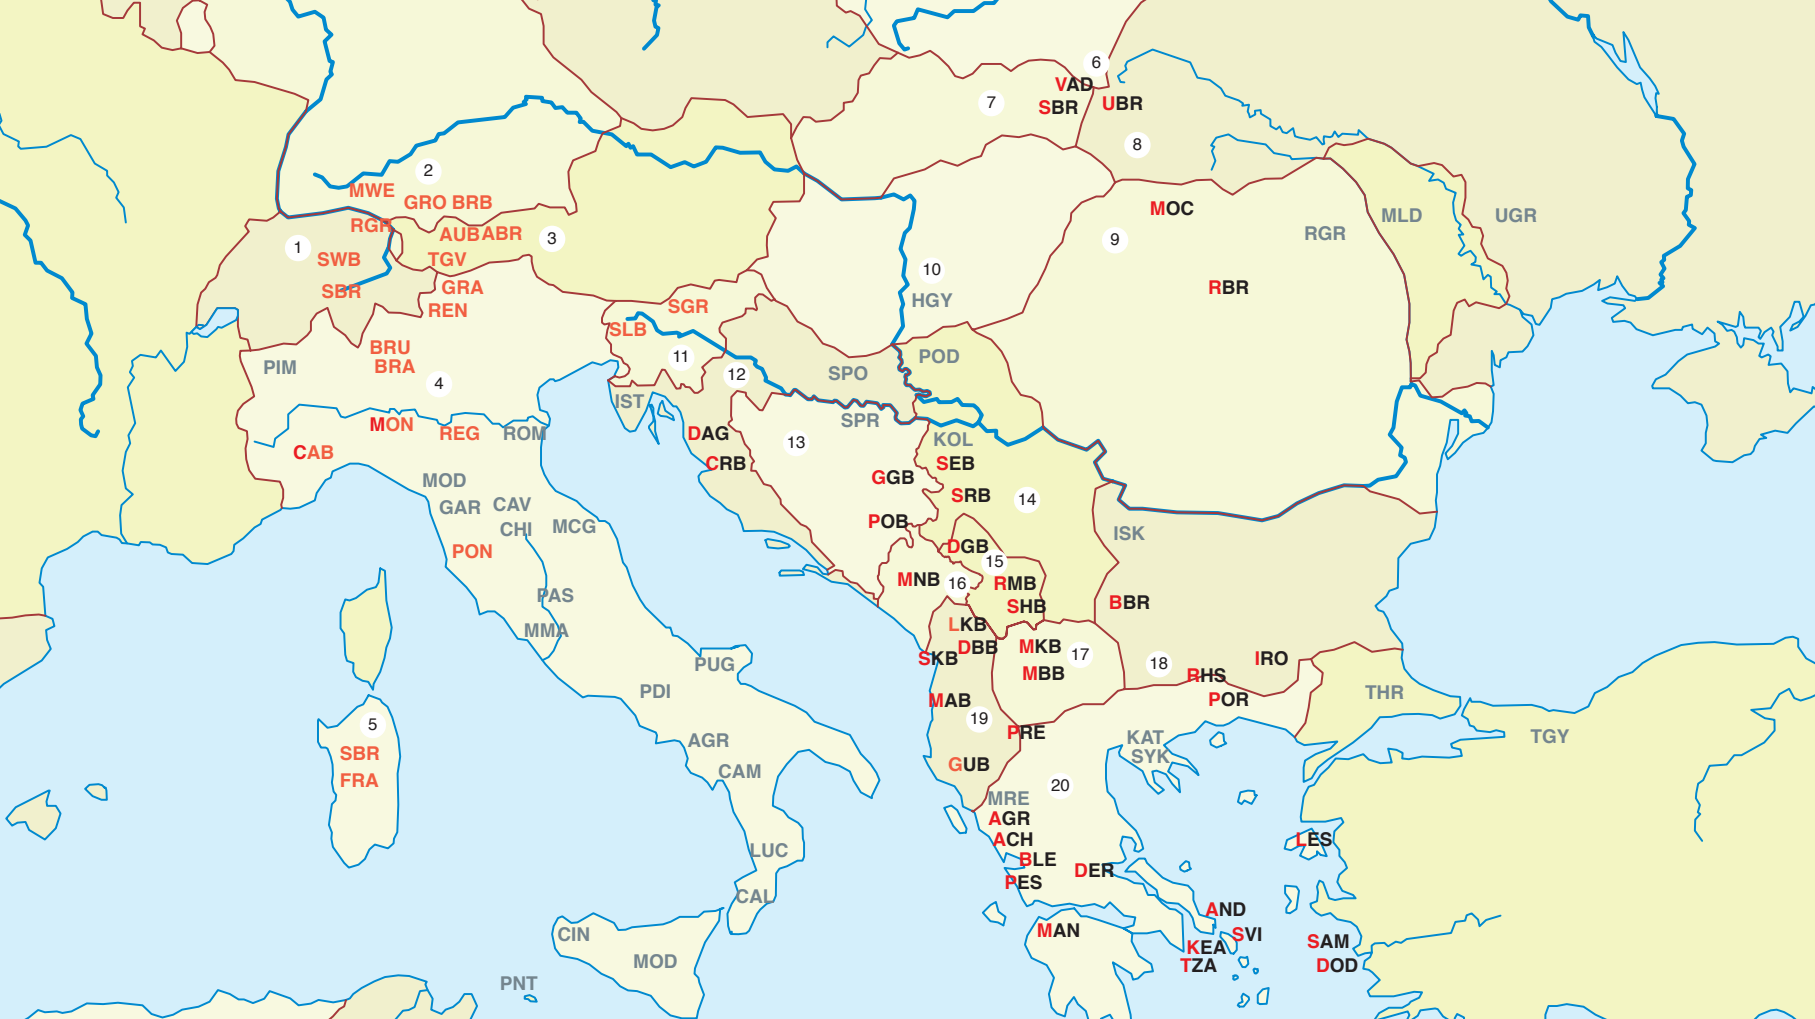 6
VAD
7
SBR
UBR
8
2
MWE
GRO BRB
MOC
RGR
AUB ABR
3
9
RGR
MLD
UGR
1
SWB
TGV
10
SBR
GRA
HGY
RBR
REN
SGR
SLB
BRU
PIM
BRA
11
POD
4
12
SPO
IST
MON
REG
ROM
DAG
SPR
13
KOL
CAB
CRB
SEB
MOD
GGB
SRB
14
GAR
CAV
CHI
MCG
POB
ISK
PON
DGB
15
MNB
16
RMB
PAS
SHB
BBR
MMA
LKB
DBB
MKB
17
SKB
PUG
MBB
18
IRO
RHS
PDI
MAB
POR
THR
19
5
PRE
AGR
KAT
TGY
SBR
SYK
CAM
GUB
FRA
20
MRE
AGR
ACH
LES
LUC
BLE
DER
PES
CAL
AND
CIN
MAN
SVI
KEA
SAM
MOD
TZA
DOD
PNT